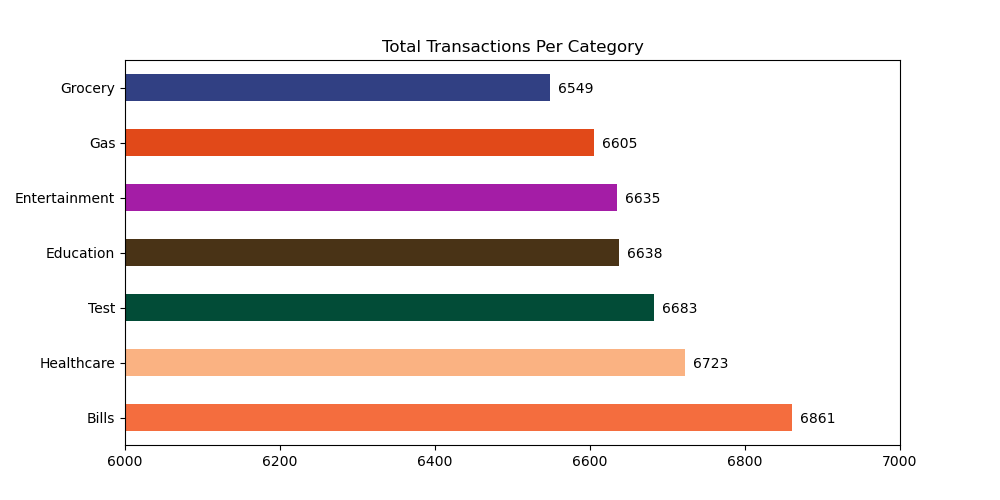 Total Transactions Per Category
Grocery 6549
Gas 6605
Entertainment 6635
Education 6638
Test 6683
Healthcare 6723
Bills 6861
6000 6200 6400 6600 6800 7000